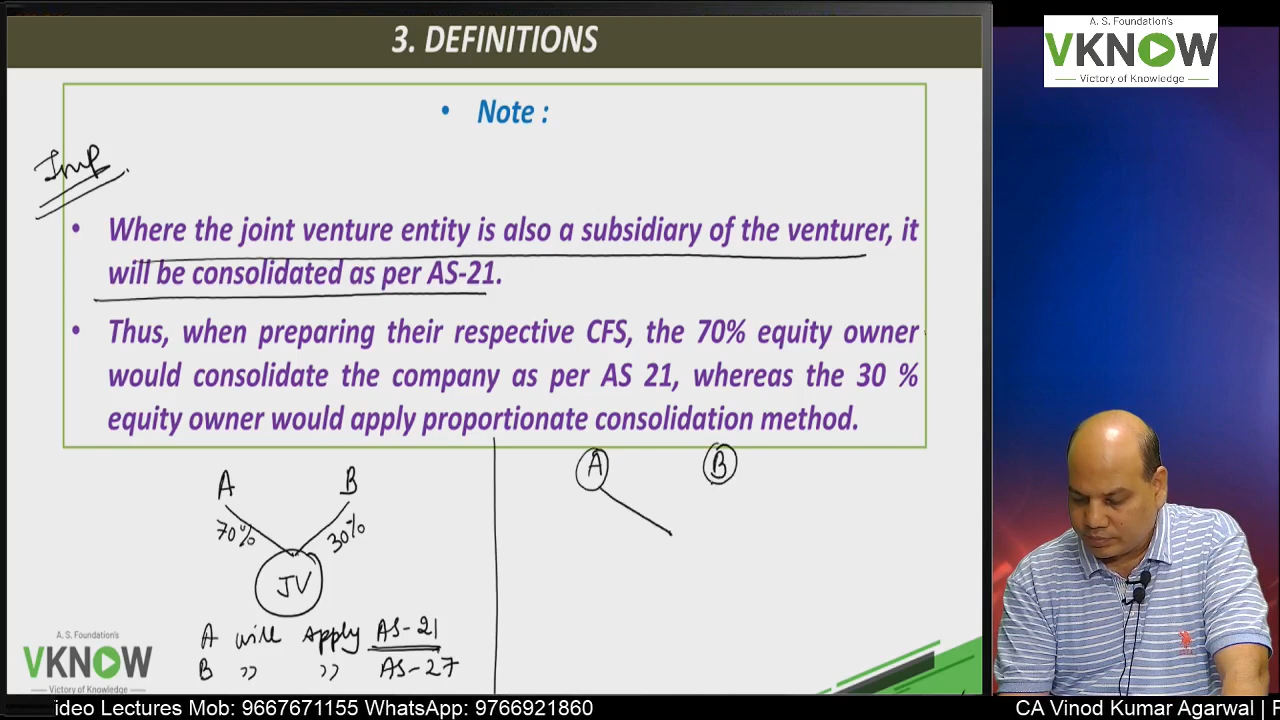 3. DEFINITIONS
A. S. Foundation's
VKNOW
Victory of Knowledge
• Note :
Imp
• Where the joint venture entity is also a subsidiary of the venturer, it
will be consolidated as per AS-21.
• Thus, when preparing their respective CFS, the 70% equity owner
would consolidate the company as per AS 21, whereas the 30 %
equity owner would apply proportionate consolidation method.
A B
70% 30%
JV
A will apply AS-21
B " " AS-27
A B
A. S. Foundation's
VKNOW
Victory of Knowledge
ideo Lectures Mob: 9667671155 WhatsApp: 9766921860
CA Vinod Kumar Agarwal |